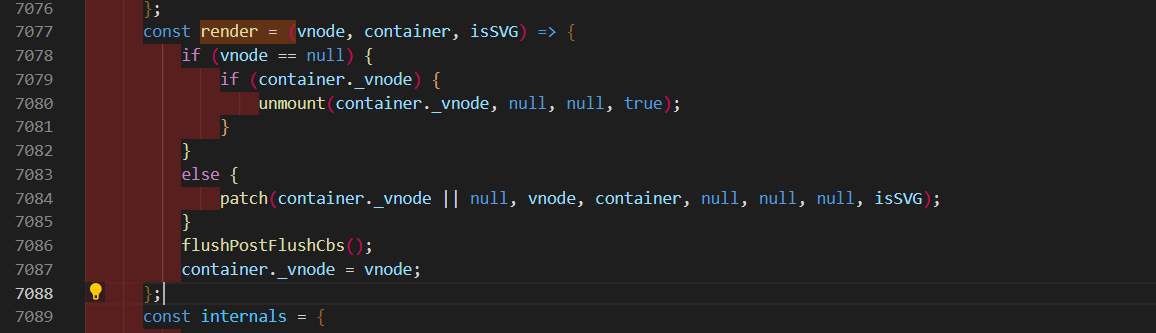 7076 };
7077 const render = (vnode, container, isSVG) => {
7078 if (vnode == null) {
7079 if (container._vnode) {
7080 unmount(container._vnode, null, null, true);
7081 }
7082 }
7083 else {
7084 patch(container._vnode || null, vnode, container, null, null, null, isSVG);
7085 }
7086 flushPostFlushCbs();
7087 container._vnode = vnode;
7088 };
7089 const internals = {